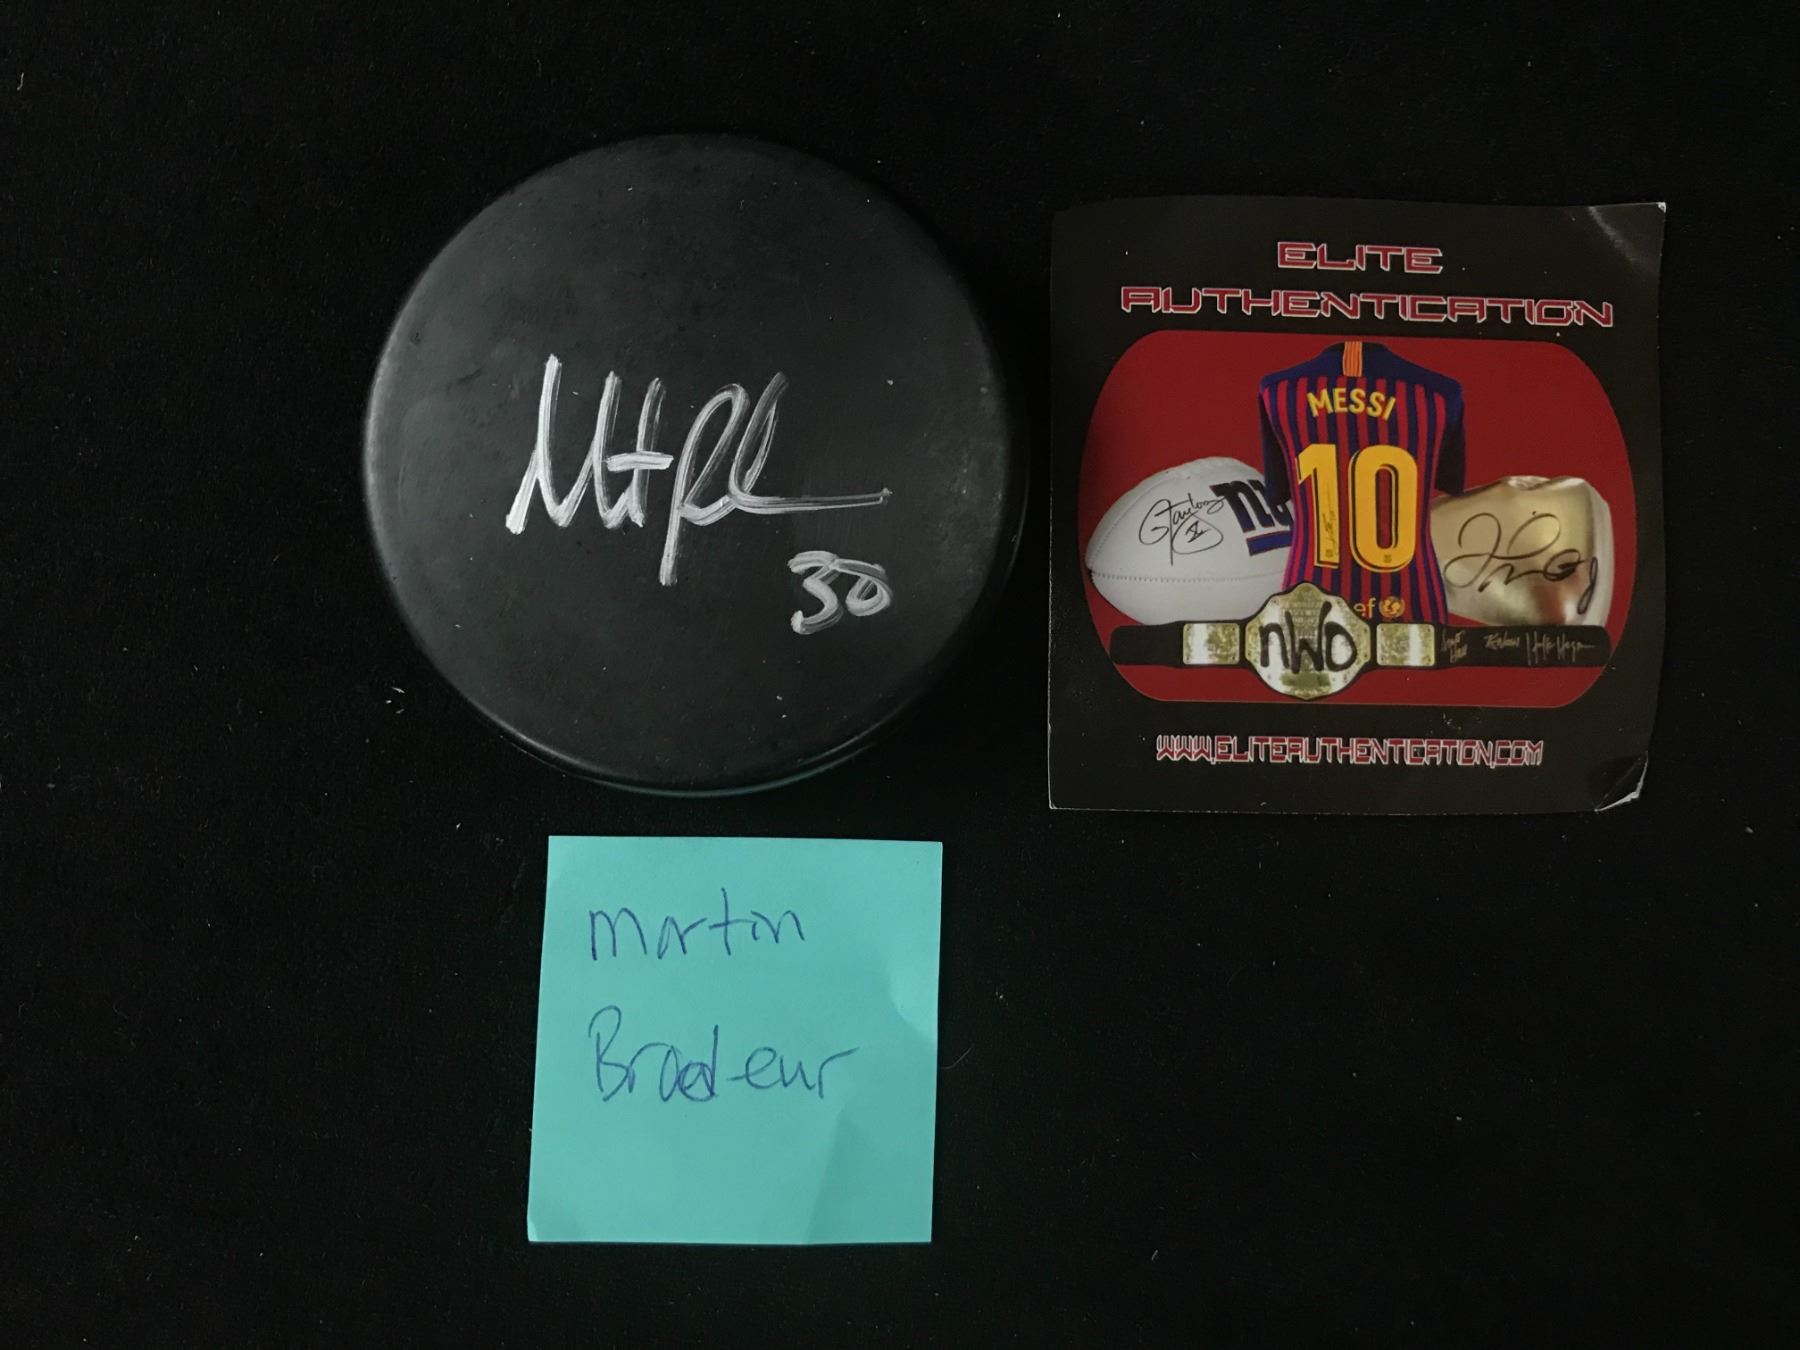 30
ELITE
AUTHENTICATION
MESSI
10
nWo
WWW.ELITEAUTHENTICATION.COM
Martin
Brodeur